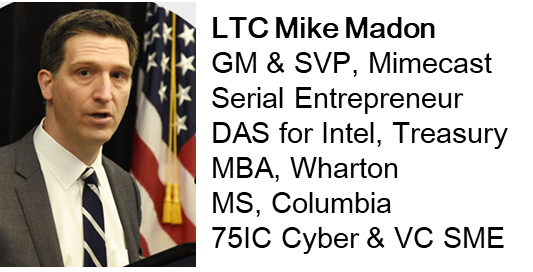 LTC Mike Madon
GM & SVP, Mimecast
Serial Entrepreneur
DAS for Intel, Treasury
MBA, Wharton
MS, Columbia
75IC Cyber & VC SME